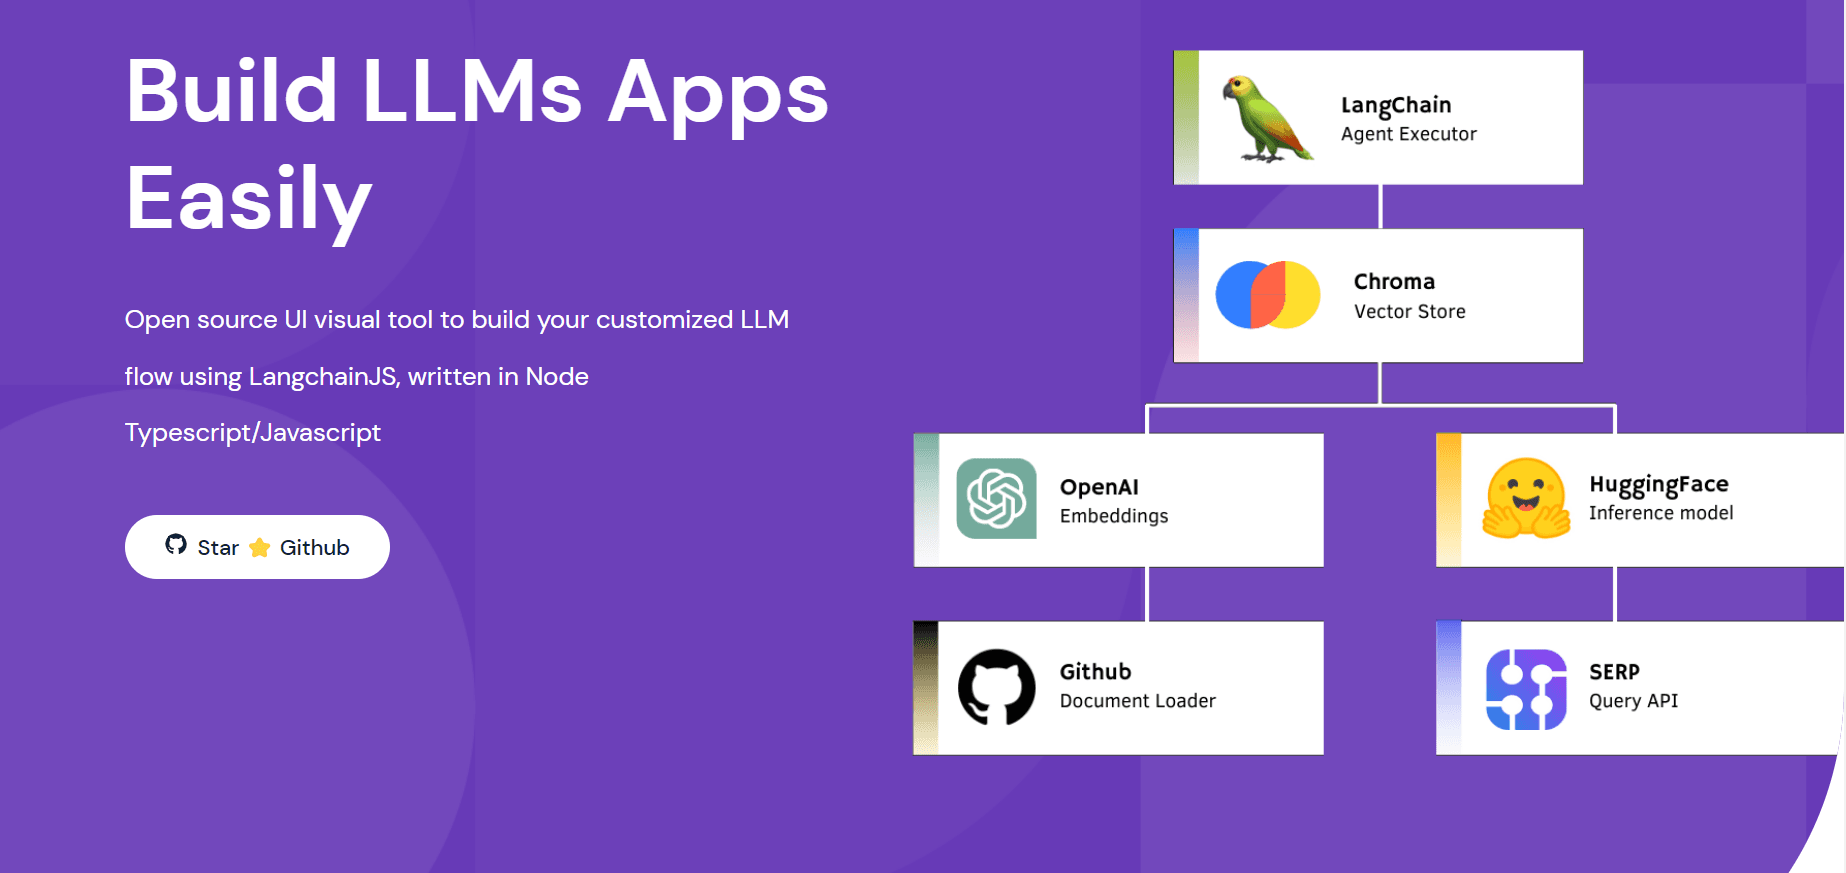 Build LLMs Apps
Easily
Open source UI visual tool to build your customized LLM
flow using LangchainJS, written in Node
Typescript/Javascript
Star ⭐ Github
LangChain
Agent Executor
Chroma
Vector Store
OpenAI
Embeddings
HuggingFace
Inference model
Github
Document Loader
SERP
Query API